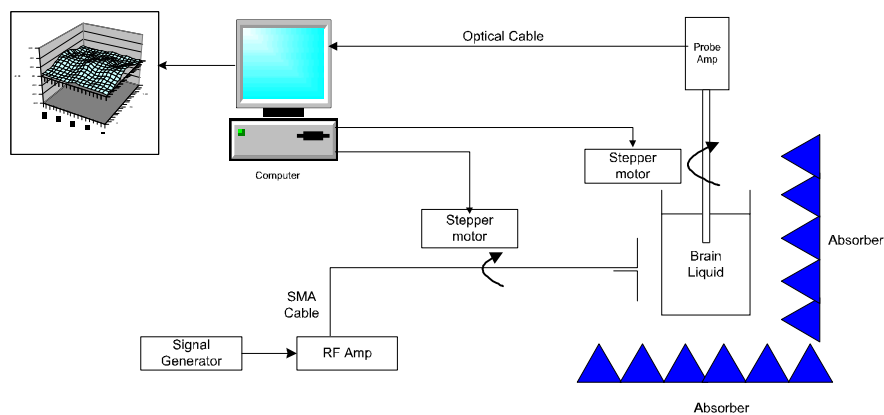 Optical Cable
Probe
Amp
Computer
Stepper
motor
Stepper
motor
Brain
Liquid
Absorber
SMA
Cable
Signal
Generator
RF Amp
Absorber